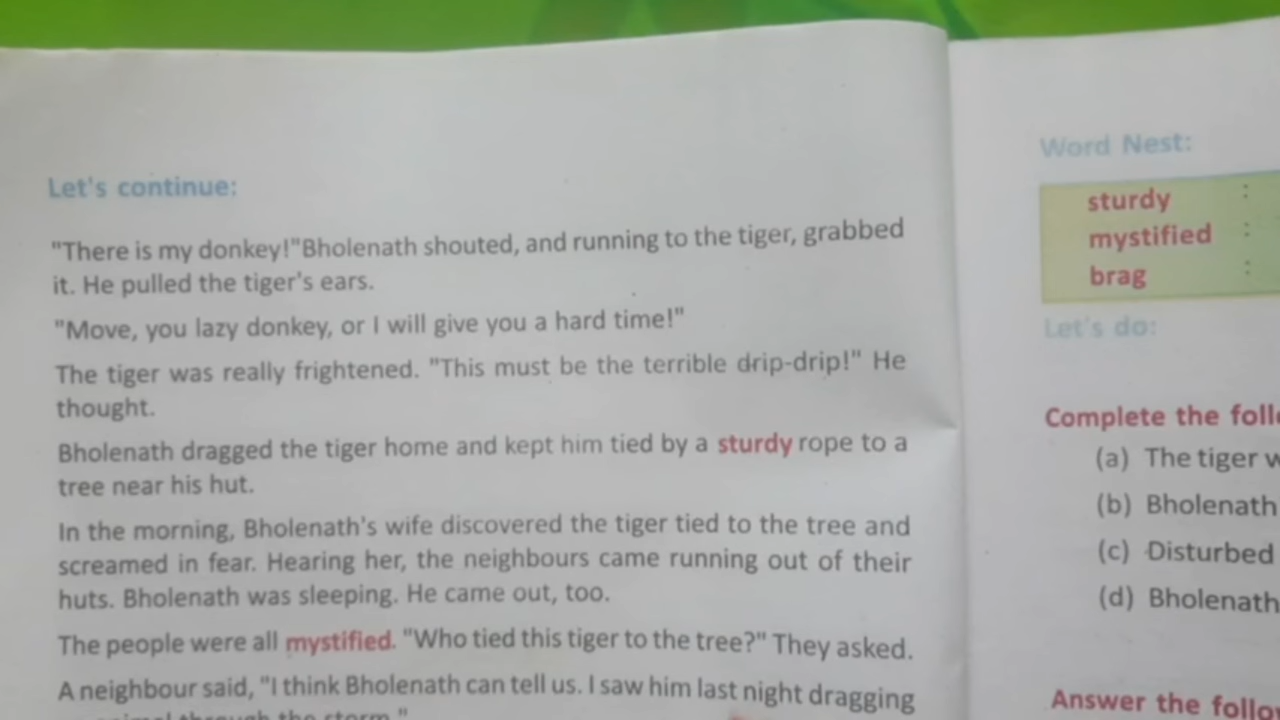 Let's continue:
"There is my donkey!"Bholenath shouted, and running to the tiger, grabbed
it. He pulled the tiger's ears.
"Move, you lazy donkey, or I will give you a hard time!"
The tiger was really frightened. "This must be the terrible drip-drip!" He
thought.
Bholenath dragged the tiger home and kept him tied by a sturdy rope to a
tree near his hut.
In the morning, Bholenath's wife discovered the tiger tied to the tree and
screamed in fear. Hearing her, the neighbours came running out of their
huts. Bholenath was sleeping. He came out, too.
The people were all mystified. "Who tied this tiger to the tree?" They asked.
A neighbour said, "I think Bholenath can tell us. I saw him last night dragging
through the storm."
Word Nest:
sturdy :
mystified :
brag :
Let's do:
Complete the
(a) The tiger
(b) Bholenath
(c) Disturbed
(d) Bholenath
Answer the